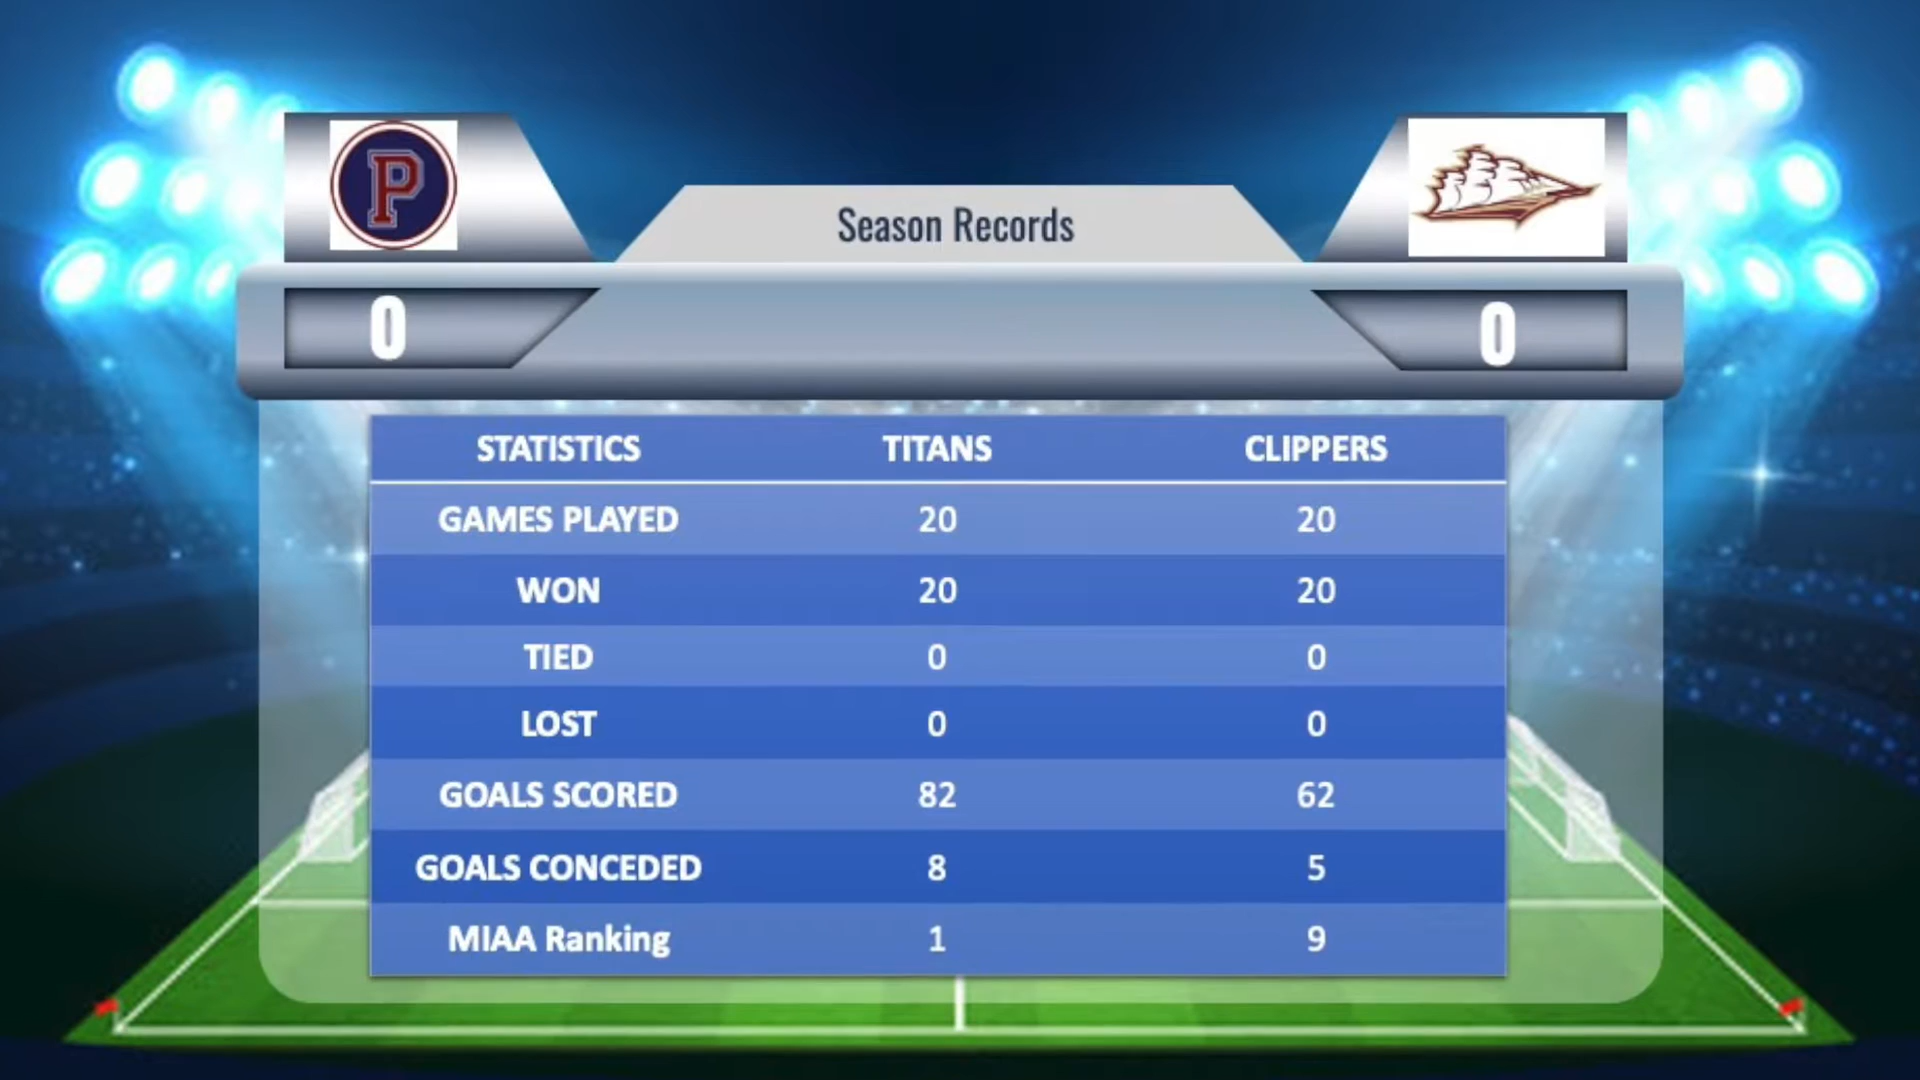 P
Season Records
0 0
STATISTICS TITANS CLIPPERS
GAMES PLAYED 20 20
WON 20 20
TIED 0 0
LOST 0 0
GOALS SCORED 82 62
GOALS CONCEDED 8 5
MIAA Ranking 1 9